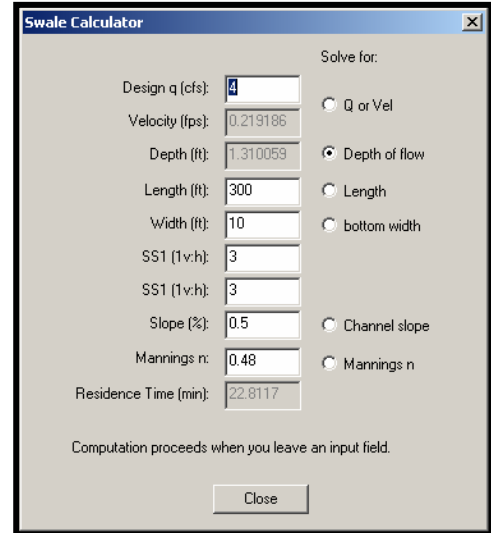 Swale Calculator
Solve for:
Design q (cfs): 4
Q or Vel
Velocity (fps): 0.219186
Depth (ft): 1.310059 Depth of flow
Length (ft): 300 Length
Width (ft): 10 bottom width
SS1 (1v:h): 3
SS1 (1v:h): 3
Slope (%): 0.5 Channel slope
Mannings n: 0.48 Mannings n
Residence Time (min): 22.8117
Computation proceeds when you leave an input field.
Close